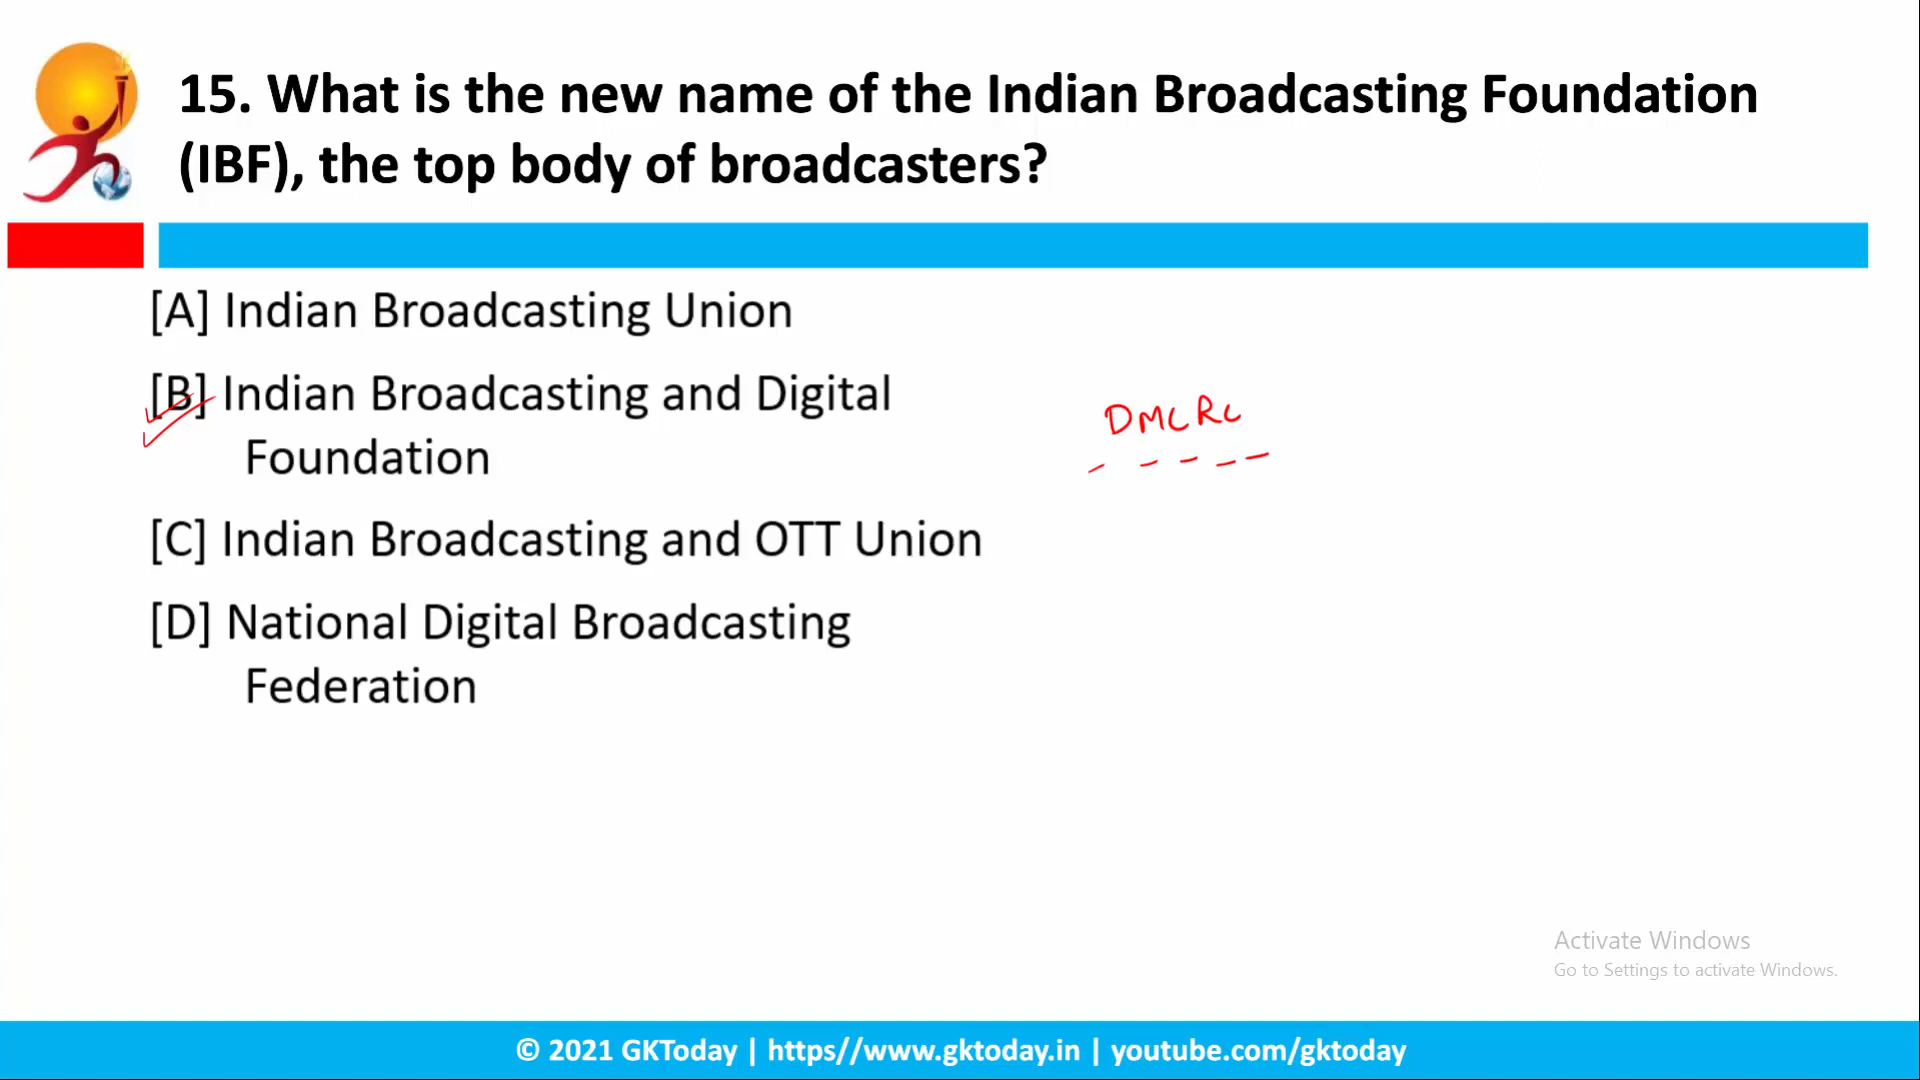 15. What is the new name of the Indian Broadcasting Foundation
(IBF), the top body of broadcasters?
[A] Indian Broadcasting Union
[B] Indian Broadcasting and Digital
Foundation
DMCRC
[C] Indian Broadcasting and OTT Union
[D] National Digital Broadcasting
Federation
Activate Windows
Go to Settings to activate Windows.
© 2021 GKToday | https//www.gktoday.in | youtube.com/gktoday